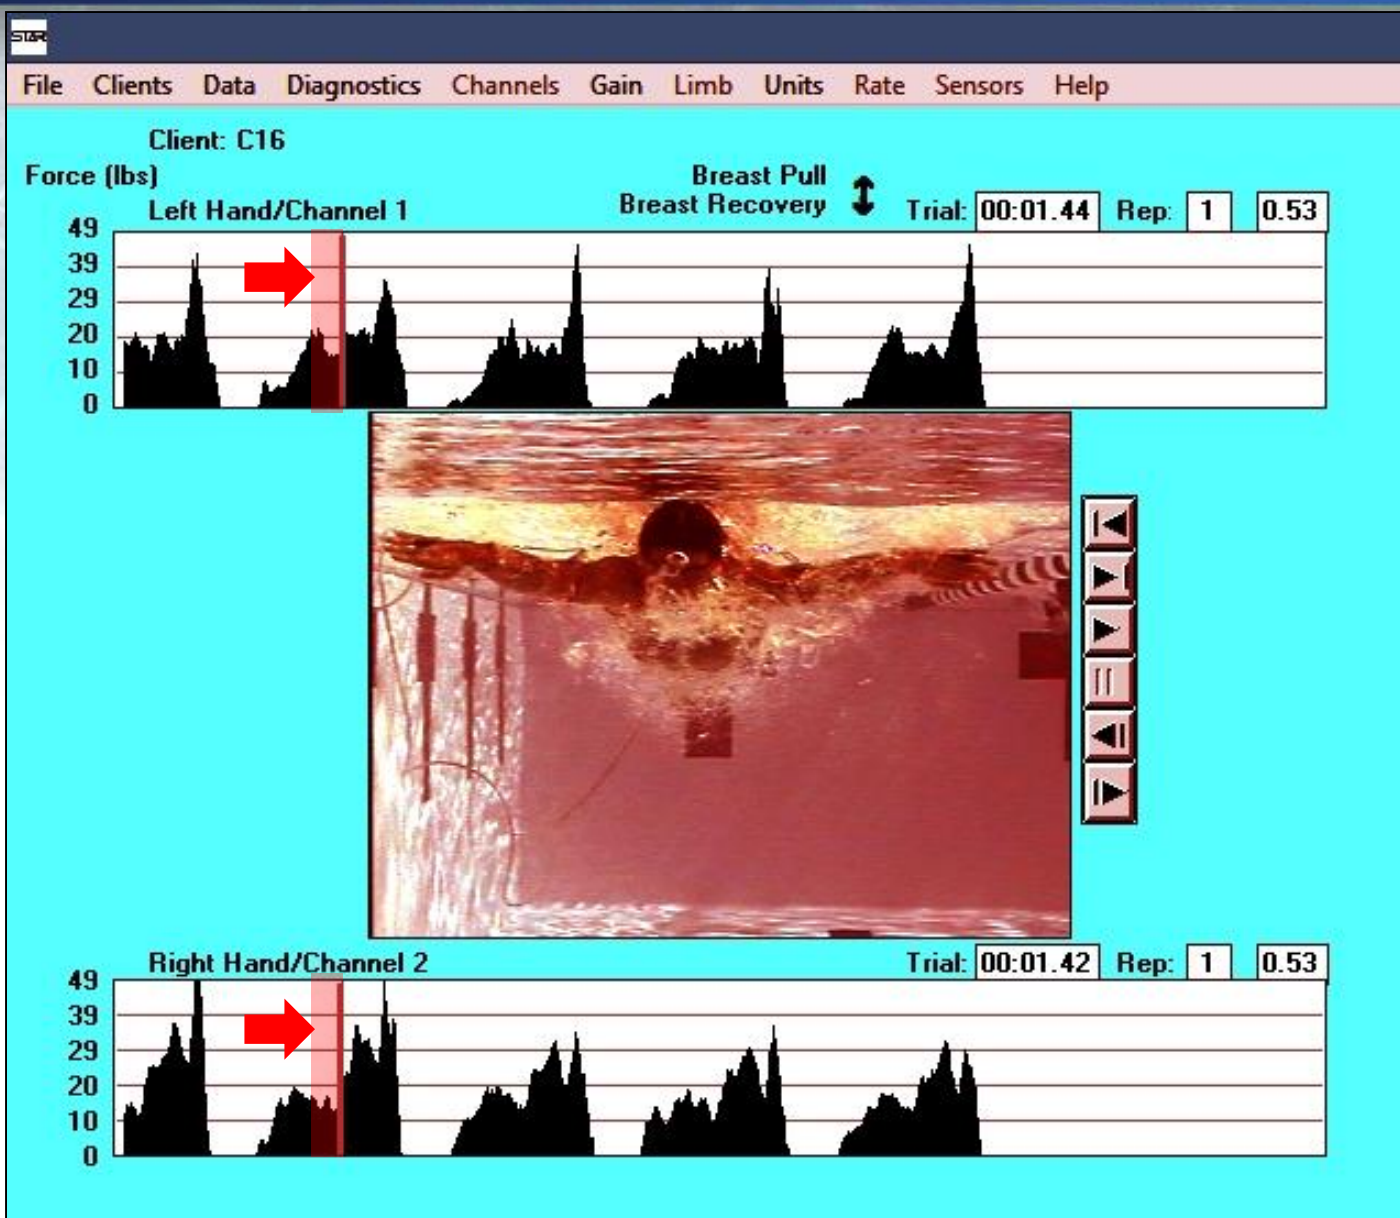 STAR
File Clients Data Diagnostics Channels Gain Limb Units Rate Sensors Help
Client: C16
Force (lbs)
Breast Pull
Breast Recovery
Left Hand/Channel 1
Trial: 00:01.44 Rep: 1 0.53
49
39
29
20
10
0
Right Hand/Channel 2
Trial: 00:01.42 Rep: 1 0.53
49
39
29
20
10
0